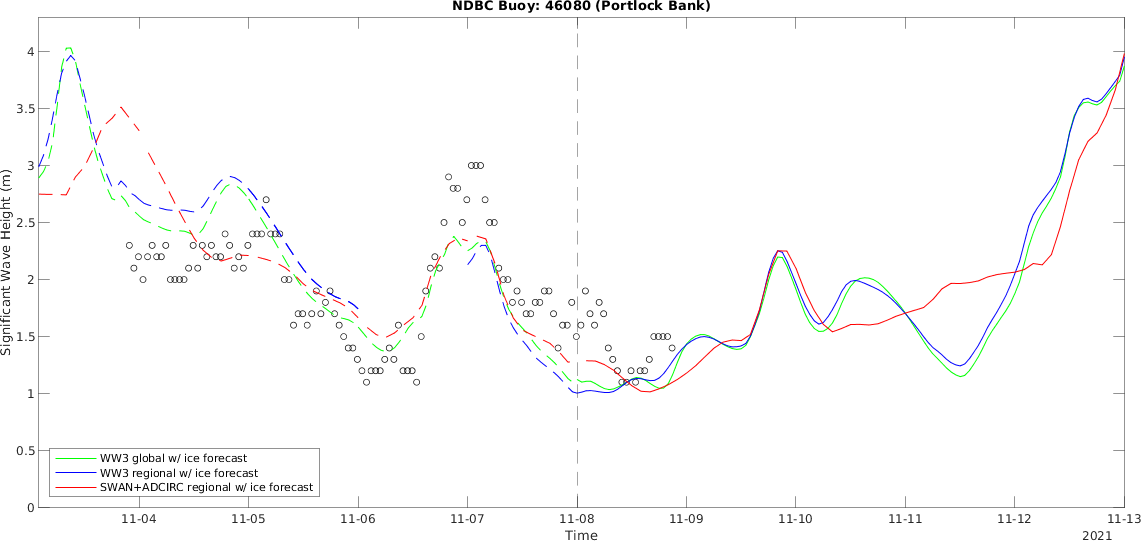 NDBC Buoy: 46080 (Portlock Bank)
4
3.5
3
2.5
2
1.5
1
0.5
0
Significant Wave Height (m)
WW3 global w/ ice forecast
WW3 regional w/ ice forecast
SWAN+ADCIRC regional w/ ice forecast
11-04 11-05 11-06 11-07 11-08 11-09 11-10 11-11 11-12 11-13
Time
2021